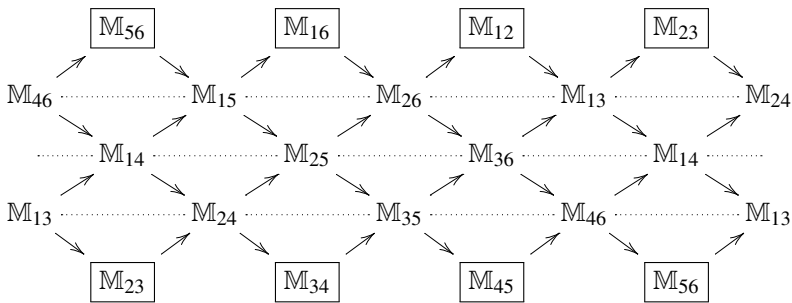 𝕄₅₆ 𝕄₁₆ 𝕄₁₂ 𝕄₂₃
𝕄₄₆ 𝕄₁₅ 𝕄₂₆ 𝕄₁₃ 𝕄₂₄
𝕄₁₄ 𝕄₂₅ 𝕄₃₆ 𝕄₁₄
𝕄₁₃ 𝕄₂₄ 𝕄₃₅ 𝕄₄₆ 𝕄₁₃
𝕄₂₃ 𝕄₃₄ 𝕄₄₅ 𝕄₅₆